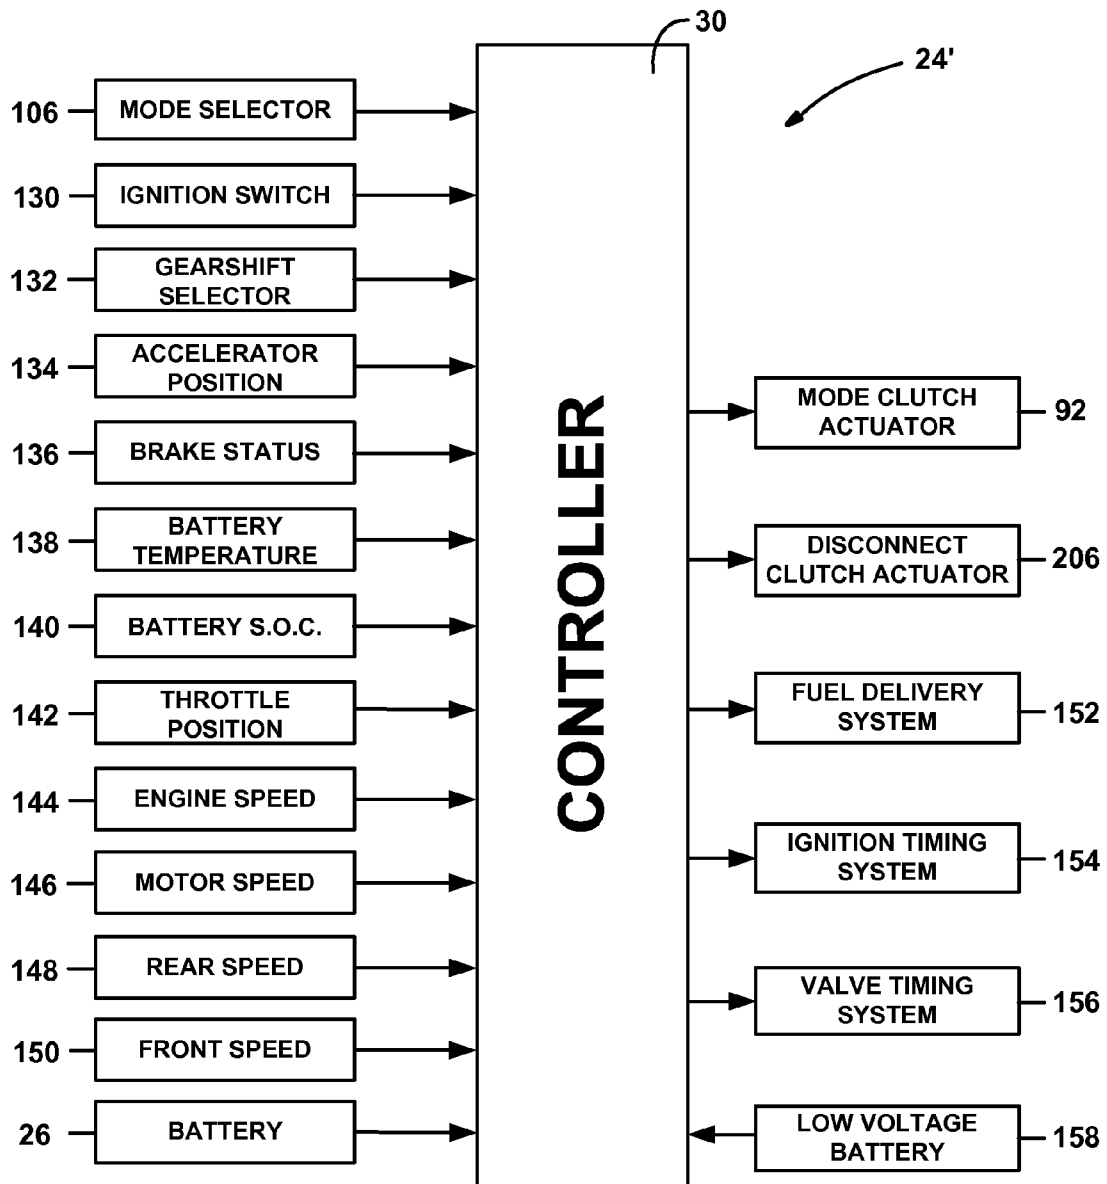 30
24'
106
MODE SELECTOR
130
IGNITION SWITCH
132
GEARSHIFT
SELECTOR
134
ACCELERATOR
POSITION
136
BRAKE STATUS
138
BATTERY
TEMPERATURE
140
BATTERY S.O.C.
142
THROTTLE
POSITION
144
ENGINE SPEED
146
MOTOR SPEED
148
REAR SPEED
150
FRONT SPEED
26
BATTERY
CONTROLLER
MODE CLUTCH
ACTUATOR
92
DISCONNECT
CLUTCH ACTUATOR
206
FUEL DELIVERY
SYSTEM
152
IGNITION TIMING
SYSTEM
154
VALVE TIMING
SYSTEM
156
LOW VOLTAGE
BATTERY
158